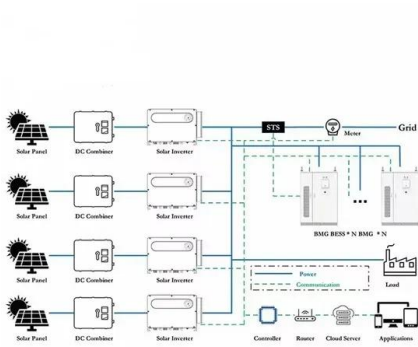 STS
Grid
Meter
Solar Panel
DC Combiner
Solar Inverter
Solar Panel
DC Combiner
Solar Inverter
BMG BESS * N BMG * N
Solar Panel
DC Combiner
Solar Inverter
Power
Communication
Load
Solar Panel
DC Combiner
Solar Inverter
Controller
Router
Cloud Server
Applications